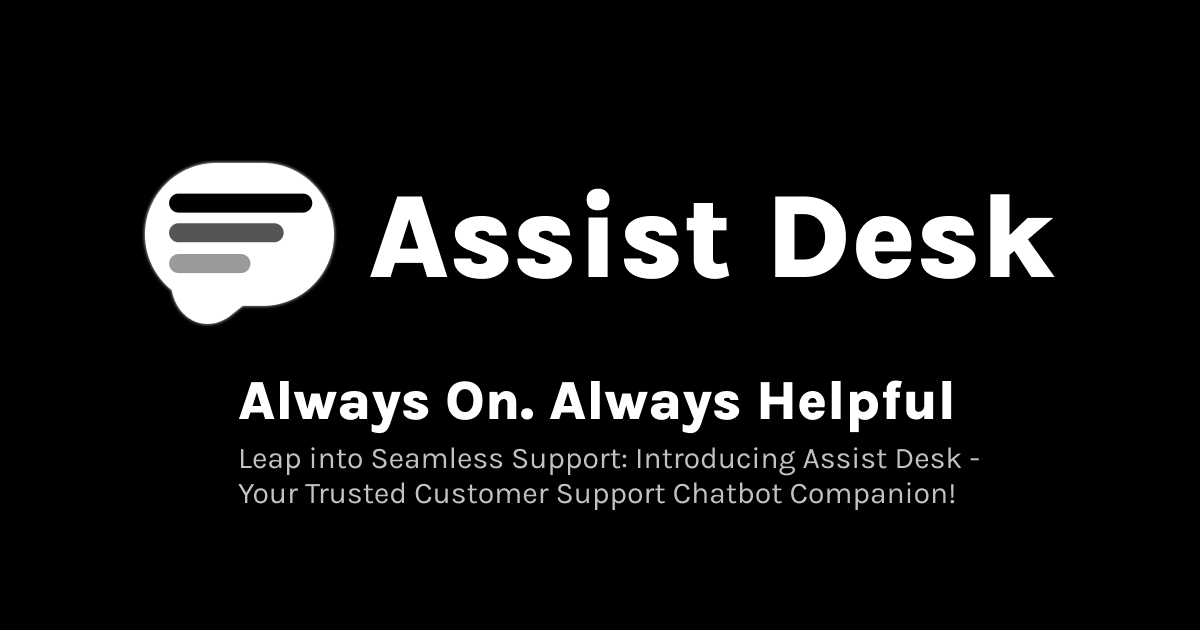 Assist Desk
Always On. Always Helpful
Leap into Seamless Support: Introducing Assist Desk -
Your Trusted Customer Support Chatbot Companion!